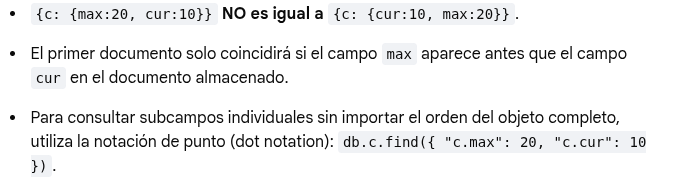 • {c: {max:20, cur:10}} NO es igual a {c: {cur:10, max:20}}.
• El primer documento solo coincidirá si el campo max aparece antes que el campo
cur en el documento almacenado.
• Para consultar subcampos individuales sin importar el orden del objeto completo,
utiliza la notación de punto (dot notation): db.c.find({ "c.max": 20, "c.cur": 10
}).